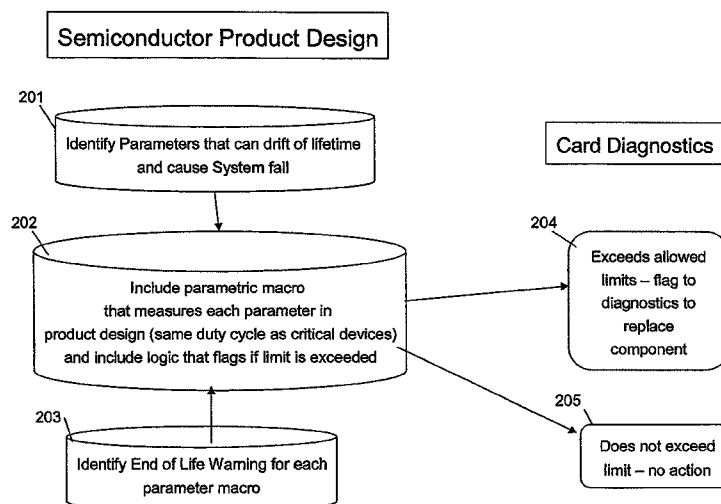 Semiconductor Product Design
201
Identify Parameters that can drift of lifetime
and cause System fail
Card Diagnostics
202
Include parametric macro
that measures each parameter in
product design (same duty cycle as critical devices)
and include logic that flags if limit is exceeded
204
Exceeds allowed
limits – flag to
diagnostics to
replace
component
203
Identify End of Life Warning for each
parameter macro
205
Does not exceed
limit – no action